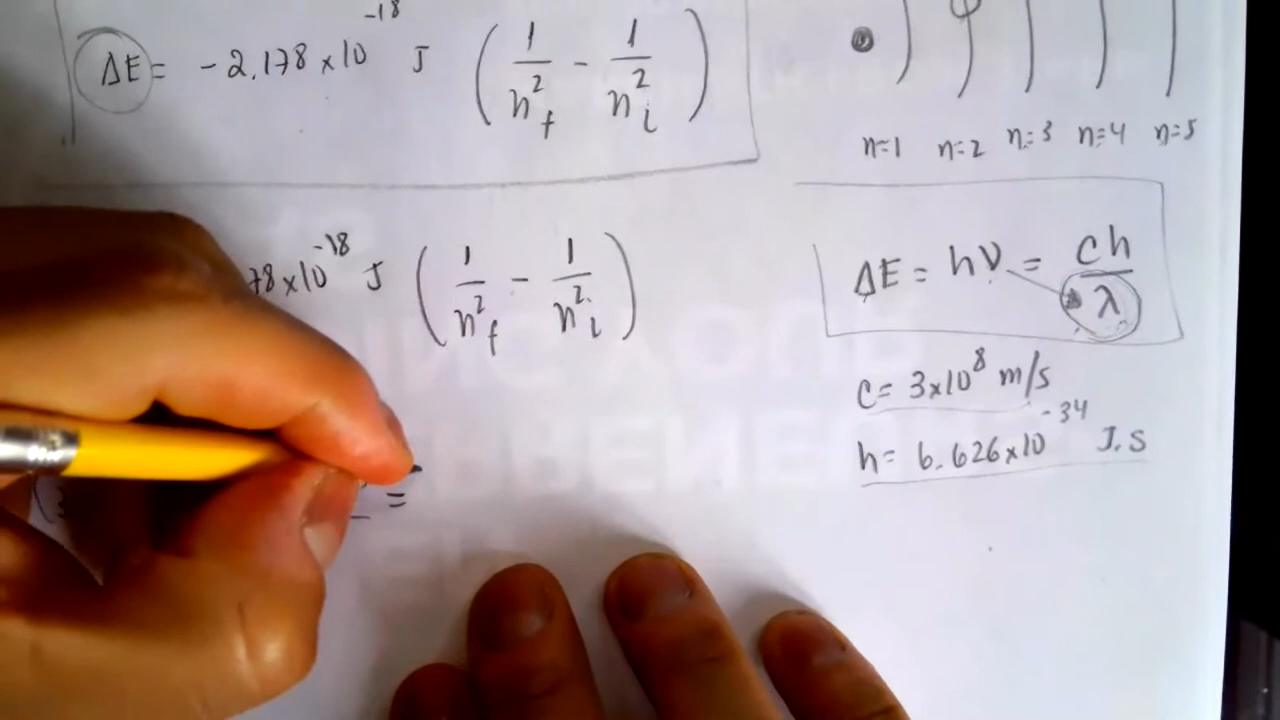 ΔE = -2.178 x 10^-18 J (1/n_f^2 - 1/n_i^2)
n=1 n=2 n=3 n=4 n=5
78 x 10^-18 J (1/n_f^2 - 1/n_i^2)
ΔE = hν = ch/λ
c = 3x10^8 m/s
h = 6.626x10^-34 J.s
=